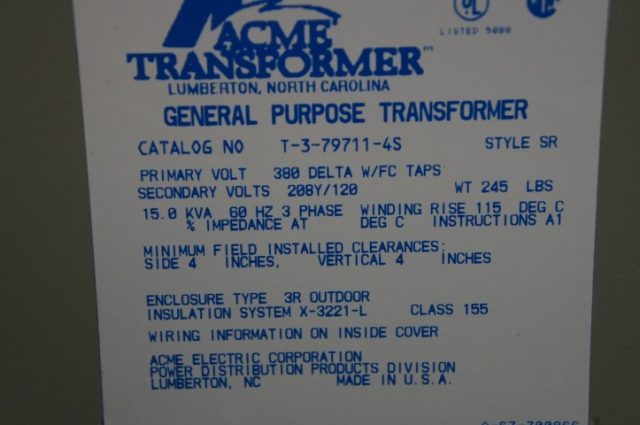 ACME
TRANSFORMER™
LISTED 5099
LUMBERTON, NORTH CAROLINA
GENERAL PURPOSE TRANSFORMER
CATALOG NO T-3-79711-4S STYLE SR
PRIMARY VOLT 380 DELTA W/FC TAPS
SECONDARY VOLTS 208Y/120 WT 245 LBS
15.0 KVA 60 HZ 3 PHASE WINDING RISE 115 DEG C
% IMPEDANCE AT DEG C INSTRUCTIONS A1
MINIMUM FIELD INSTALLED CLEARANCES:
SIDE 4 INCHES, VERTICAL 4 INCHES
ENCLOSURE TYPE 3R OUTDOOR
INSULATION SYSTEM X-3221-L CLASS 155
WIRING INFORMATION ON INSIDE COVER
ACME ELECTRIC CORPORATION
POWER DISTRIBUTION PRODUCTS DIVISION
LUMBERTON, NC MADE IN U.S.A.